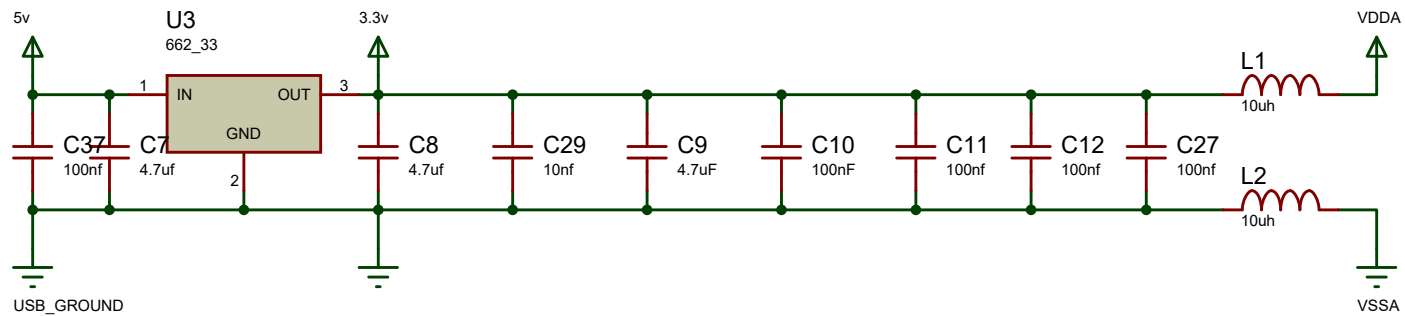 5v
U3
662_33
3.3v
VDDA
1
IN
OUT
3
GND
2
C37
100nf
C7
4.7uf
C8
4.7uf
C29
10nf
C9
4.7uF
C10
100nF
C11
100nf
C12
100nf
C27
100nf
L1
10uh
L2
10uh
USB_GROUND
VSSA